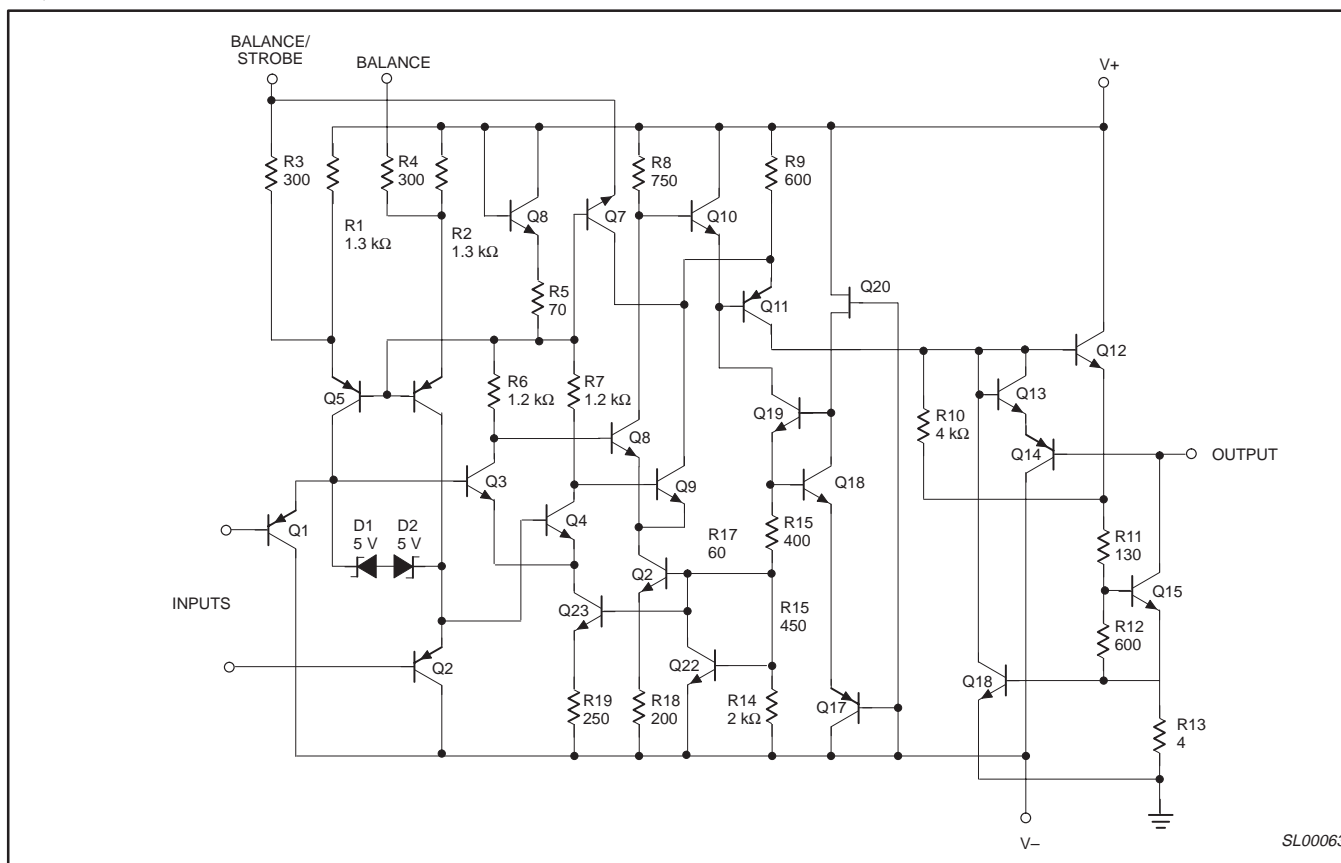 BALANCE/
STROBE
BALANCE
V+
R3
300
R4
300
R8
750
R9
600
R1
1.3 kΩ
R2
1.3 kΩ
Q8
Q7
Q10
R5
70
Q11
Q20
Q12
Q5
R6
1.2 kΩ
R7
1.2 kΩ
Q19
R10
4 kΩ
Q13
Q14
OUTPUT
Q3
Q8
Q9
Q18
Q1
D1
5 V
D2
5 V
Q4
R17
60
R15
400
R11
130
Q15
INPUTS
Q23
Q2
R15
450
R12
600
Q2
Q22
Q18
R19
250
R18
200
R14
2 kΩ
Q17
R13
4
V–
SL00063